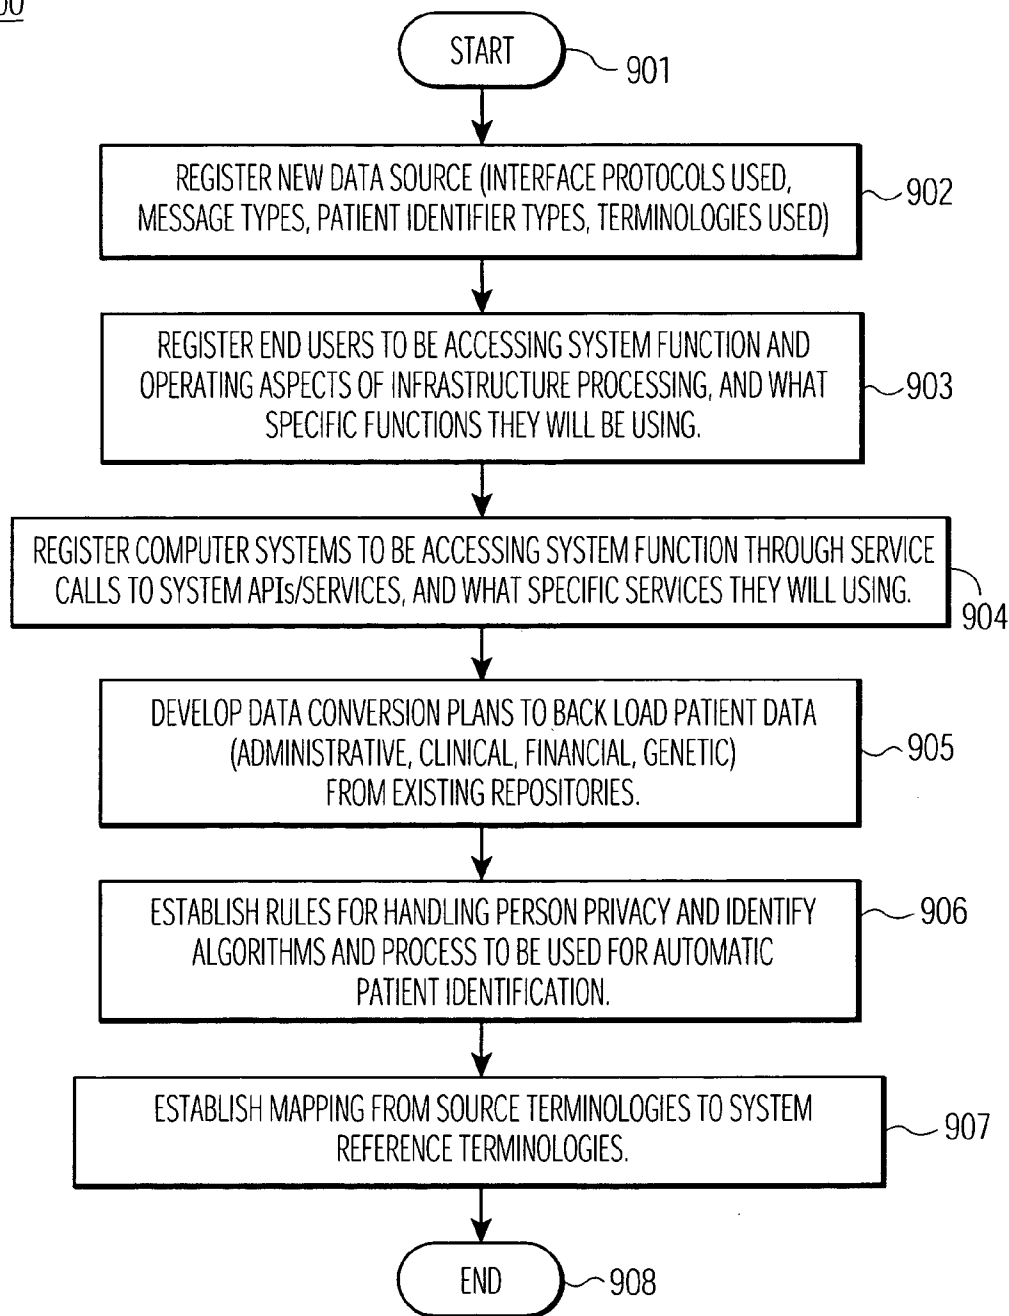 START
901
REGISTER NEW DATA SOURCE (INTERFACE PROTOCOLS USED,
MESSAGE TYPES, PATIENT IDENTIFIER TYPES, TERMINOLOGIES USED)
902
REGISTER END USERS TO BE ACCESSING SYSTEM FUNCTION AND
OPERATING ASPECTS OF INFRASTRUCTURE PROCESSING, AND WHAT
SPECIFIC FUNCTIONS THEY WILL BE USING.
903
REGISTER COMPUTER SYSTEMS TO BE ACCESSING SYSTEM FUNCTION THROUGH SERVICE
CALLS TO SYSTEM APIs/SERVICES, AND WHAT SPECIFIC SERVICES THEY WILL USING.
904
DEVELOP DATA CONVERSION PLANS TO BACK LOAD PATIENT DATA
(ADMINISTRATIVE, CLINICAL, FINANCIAL, GENETIC)
FROM EXISTING REPOSITORIES.
905
ESTABLISH RULES FOR HANDLING PERSON PRIVACY AND IDENTIFY
ALGORITHMS AND PROCESS TO BE USED FOR AUTOMATIC
PATIENT IDENTIFICATION.
906
ESTABLISH MAPPING FROM SOURCE TERMINOLOGIES TO SYSTEM
REFERENCE TERMINOLOGIES.
907
END
908